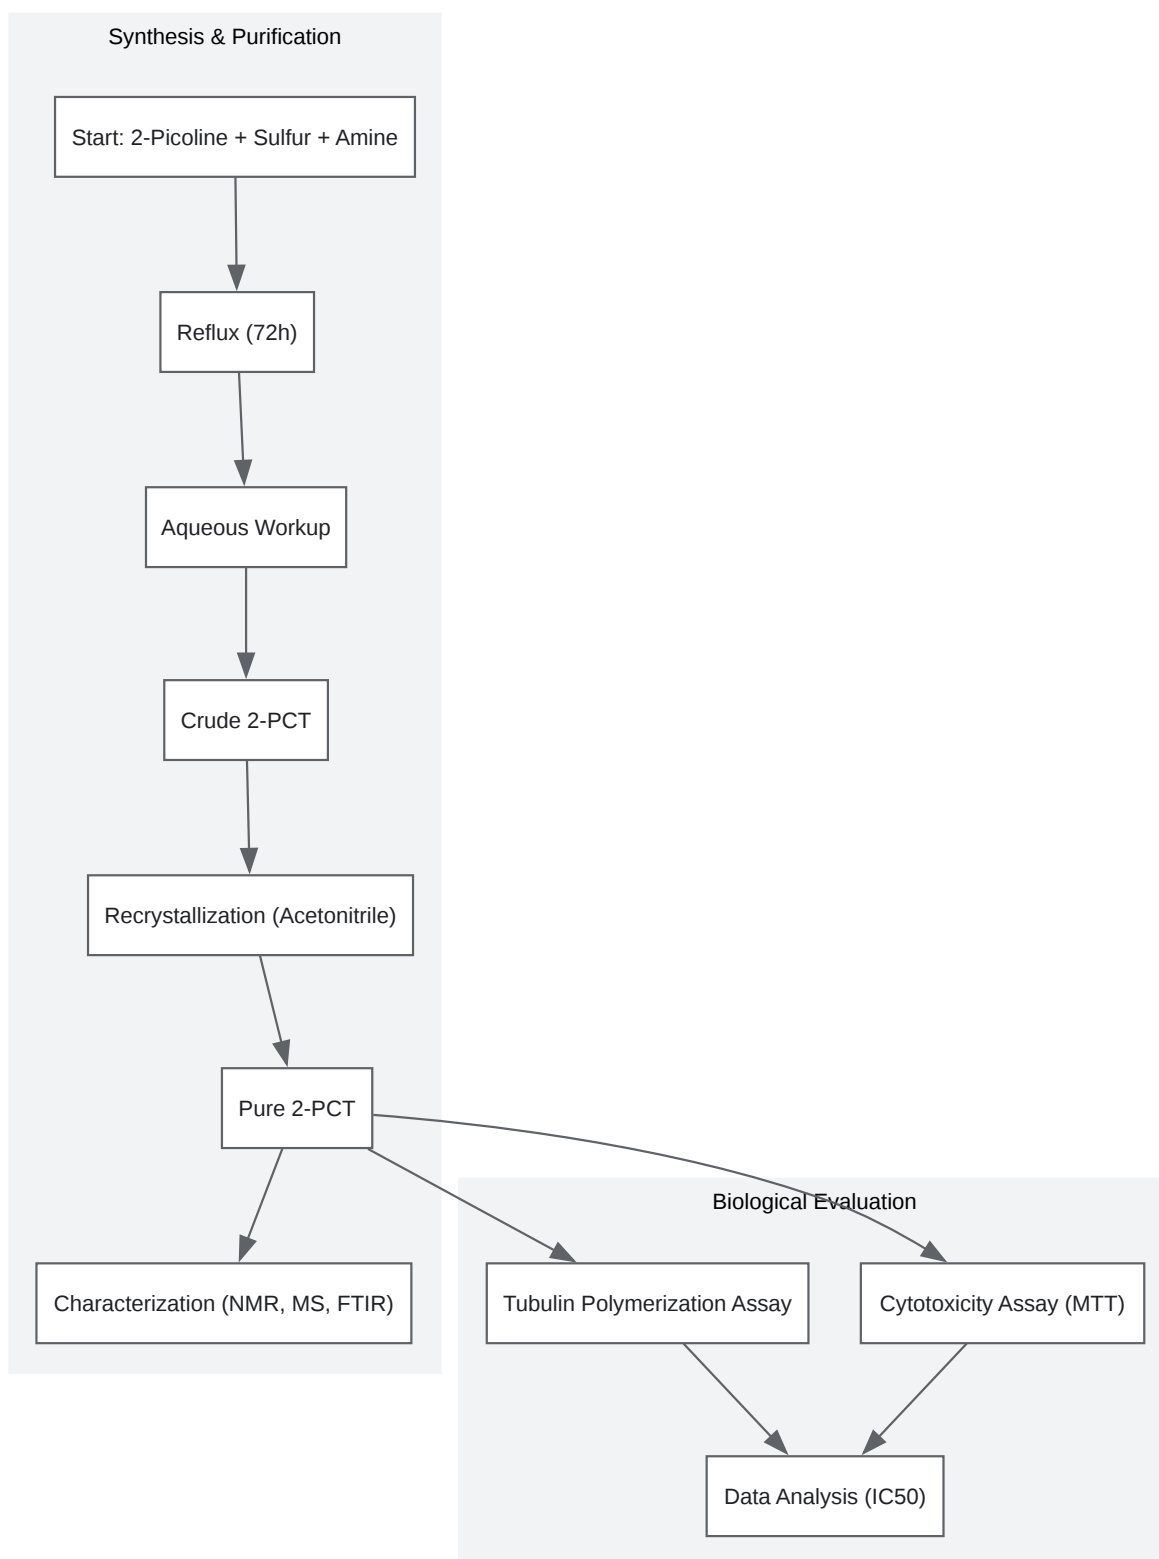 Synthesis & Purification
Start: 2-Picoline + Sulfur + Amine
Reflux (72h)
Aqueous Workup
Crude 2-PCT
Recrystallization (Acetonitrile)
Pure 2-PCT
Characterization (NMR, MS, FTIR)
Biological Evaluation
Tubulin Polymerization Assay
Cytotoxicity Assay (MTT)
Data Analysis (IC50)